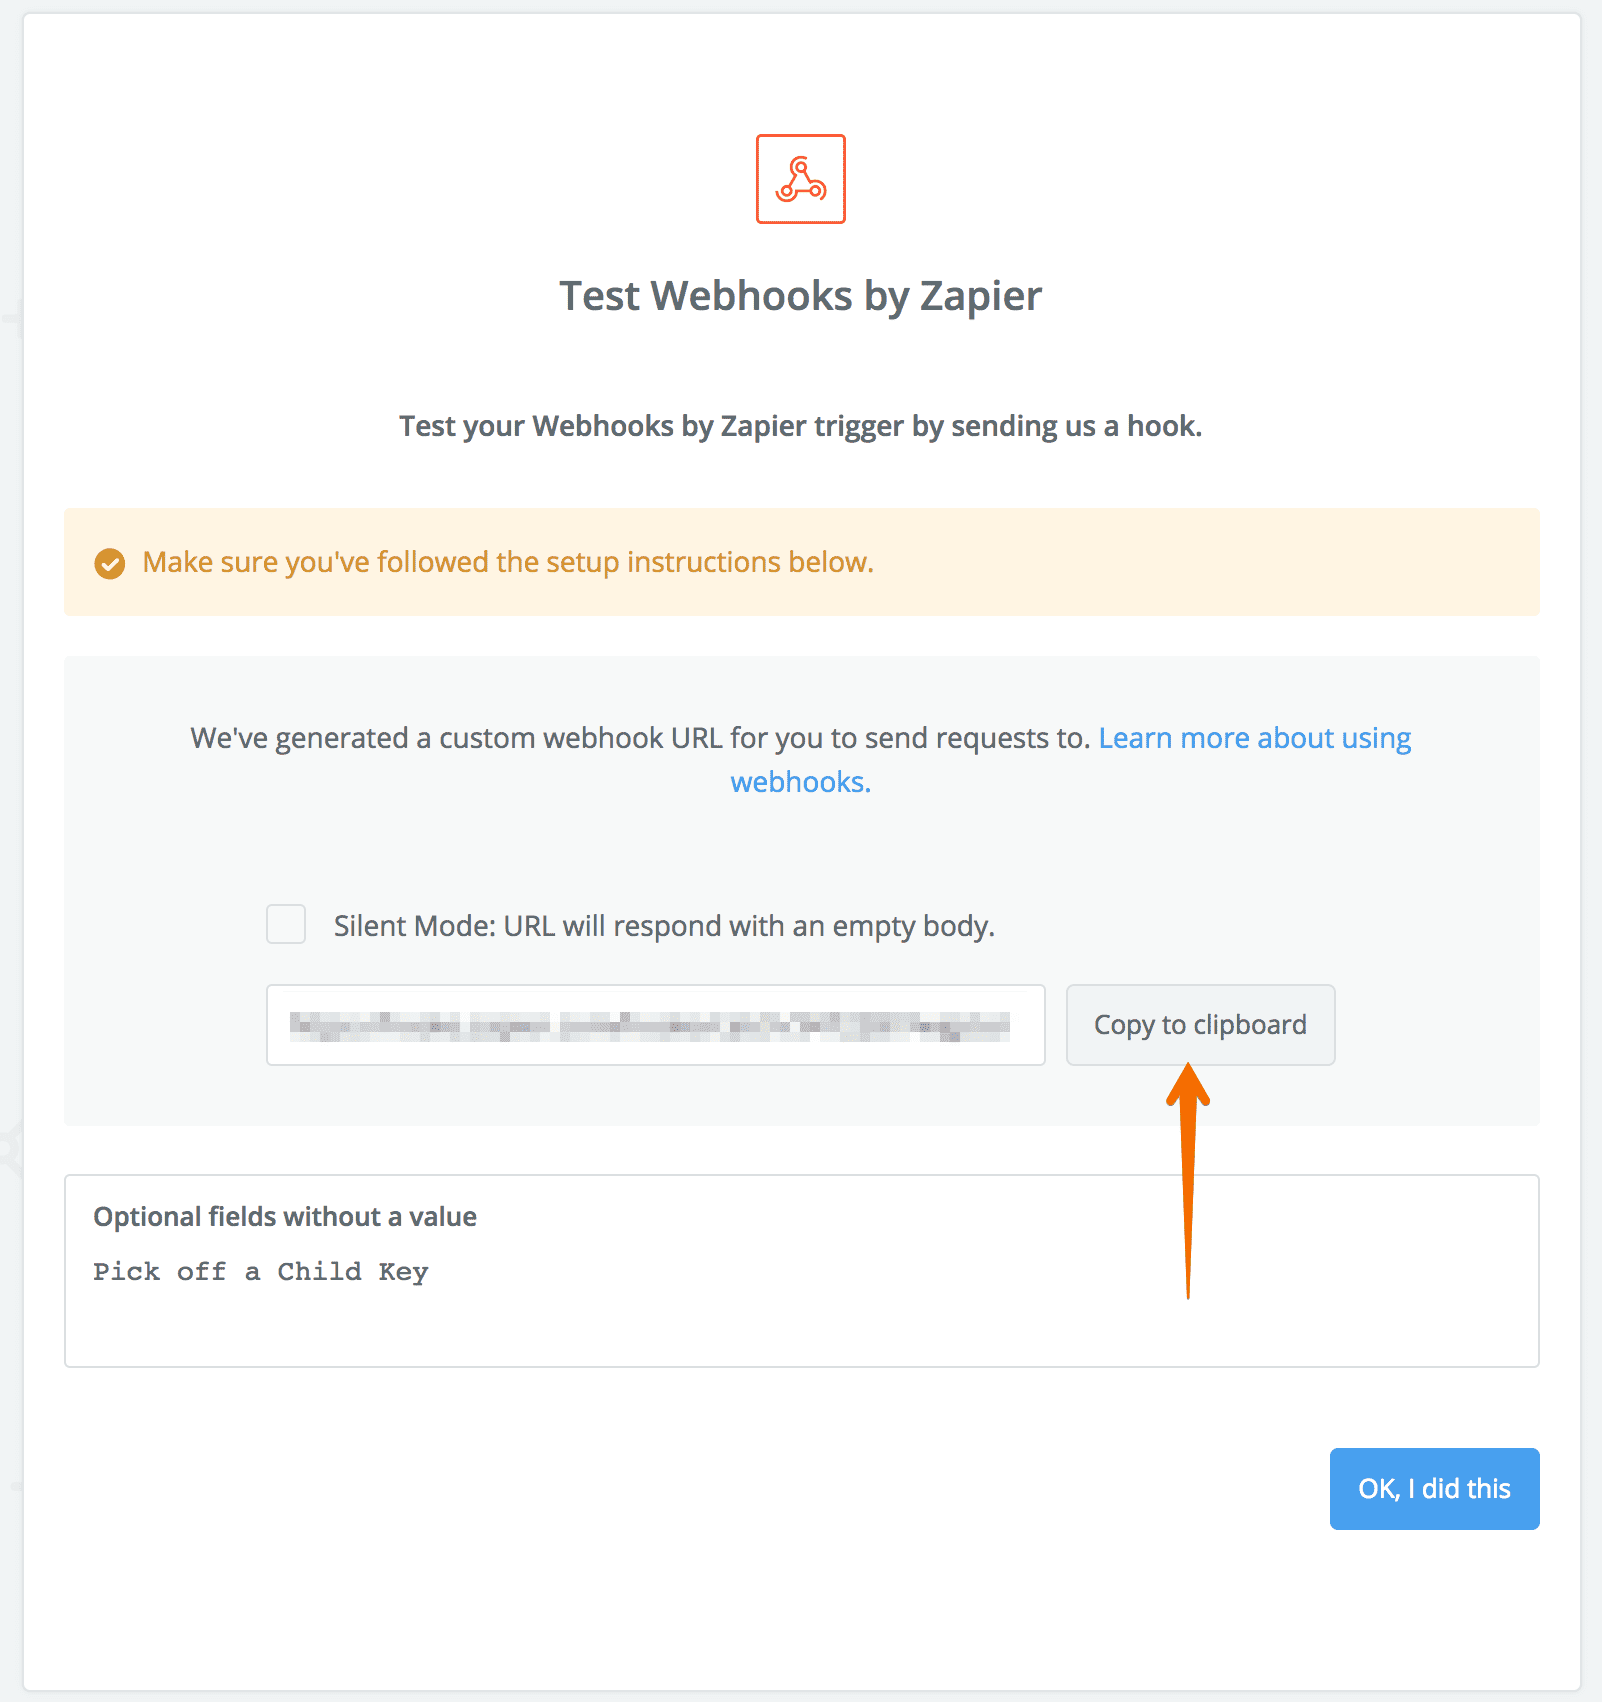 Test Webhooks by Zapier
Test your Webhooks by Zapier trigger by sending us a hook.
Make sure you've followed the setup instructions below.
We've generated a custom webhook URL for you to send requests to. Learn more about using
webhooks.
Silent Mode: URL will respond with an empty body.
Copy to clipboard
Optional fields without a value
Pick off a Child Key
OK, I did this